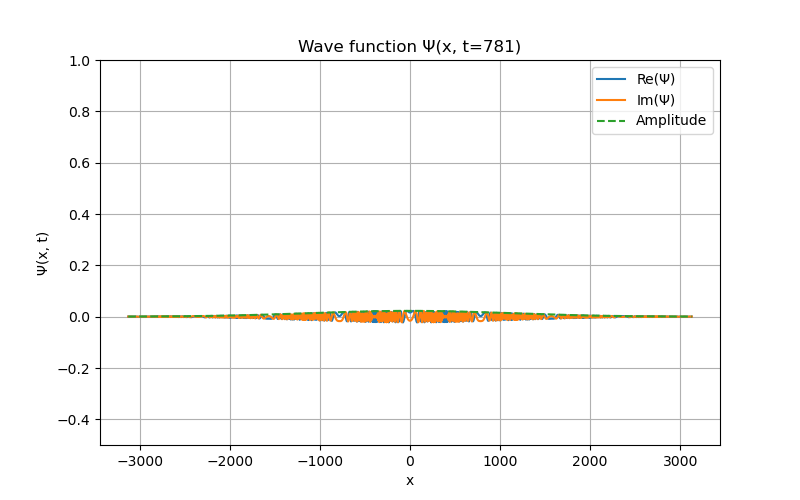 Wave function Ψ(x, t=781)
Re(Ψ)
Im(Ψ)
Amplitude
Ψ(x, t)
1.0
0.8
0.6
0.4
0.2
0.0
−0.2
−0.4
−3000 −2000 −1000 0 1000 2000 3000
x